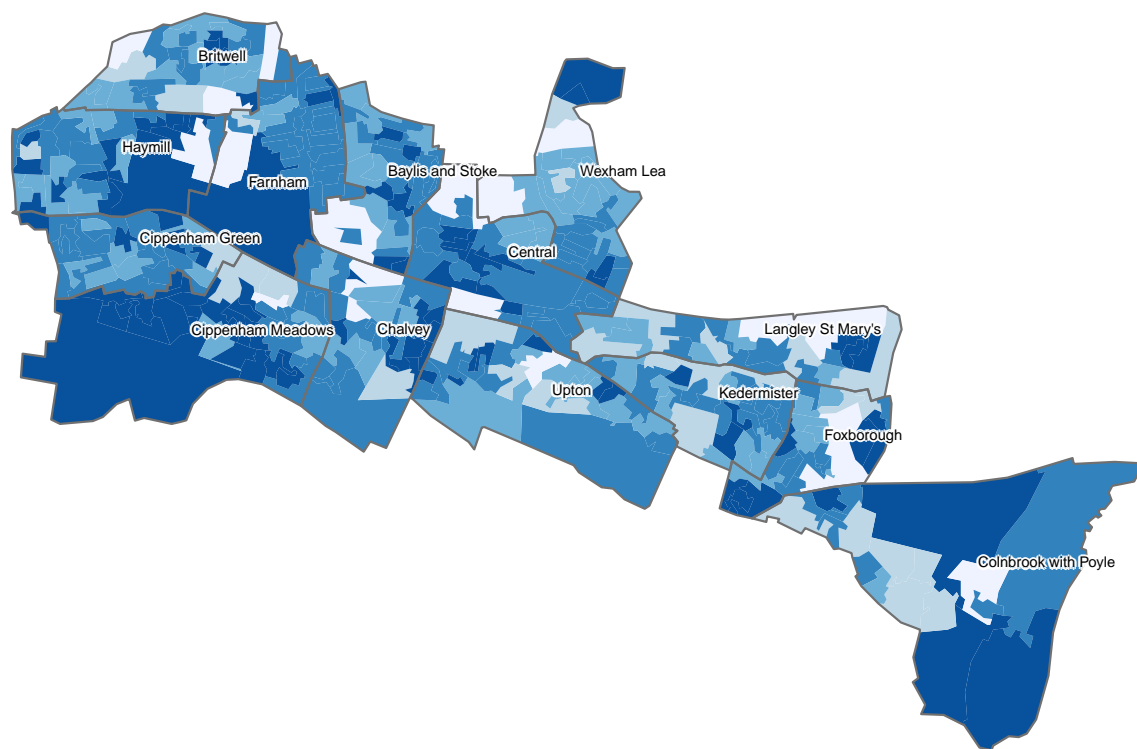 Britwell
Haymill
Farnham
Baylis and Stoke
Wexham Lea
Cippenham Green
Central
Cippenham Meadows
Chalvey
Langley St Mary's
Upton
Kedermister
Foxborough
Colnbrook with Poyle